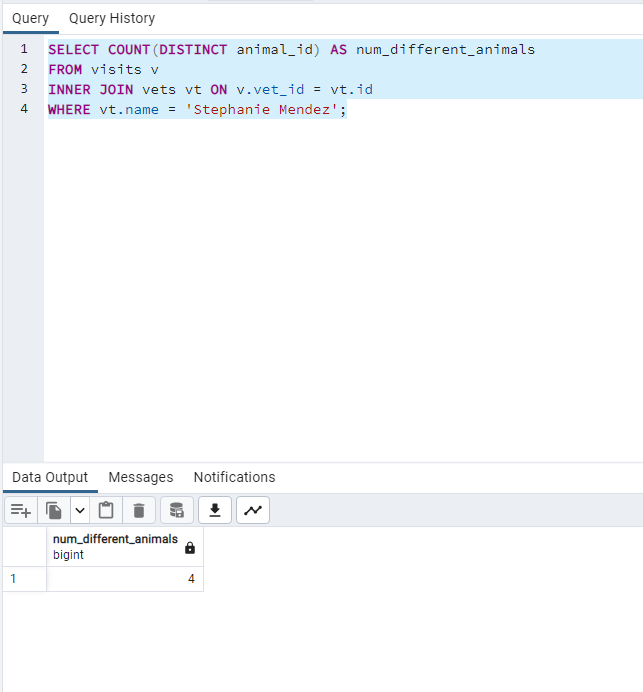 Query Query History
1 SELECT COUNT(DISTINCT animal_id) AS num_different_animals
2 FROM visits v
3 INNER JOIN vets vt ON v.vet_id = vt.id
4 WHERE vt.name = 'Stephanie Mendez';
Data Output Messages Notifications
num_different_animals
bigint
1 4